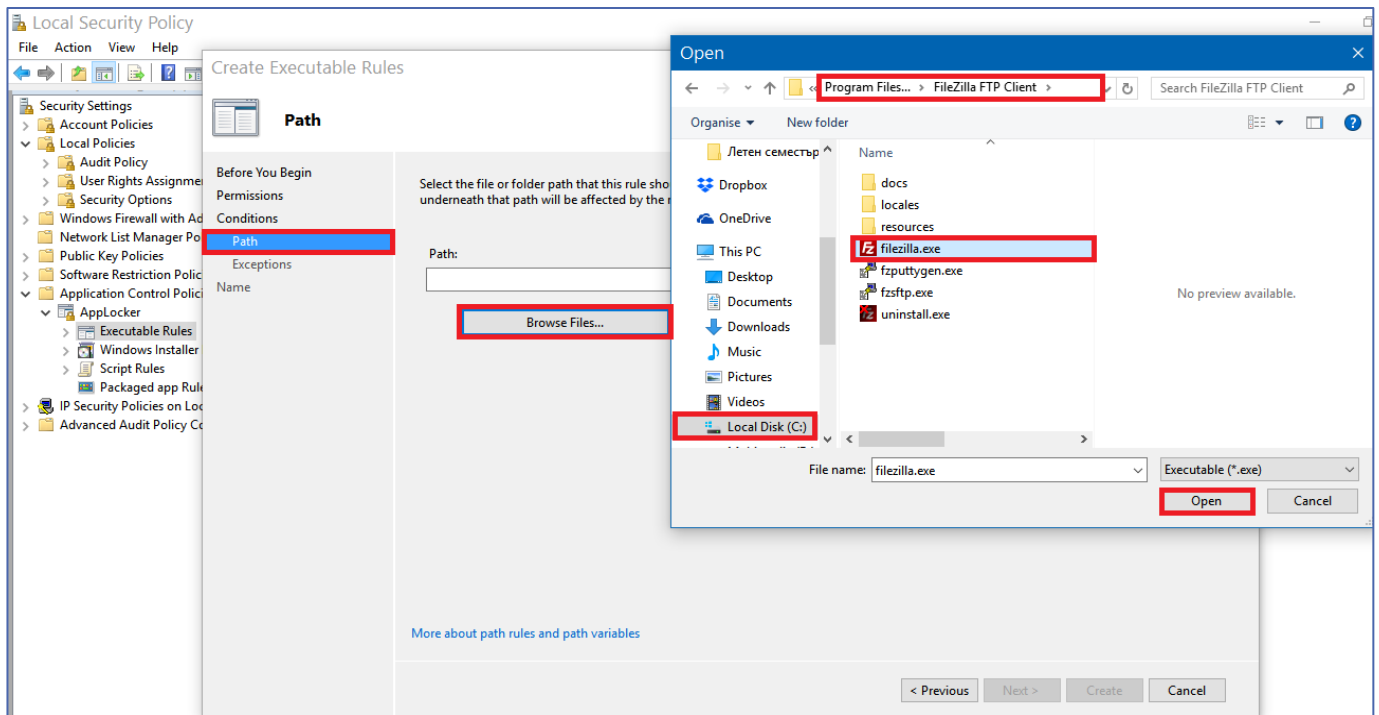 Local Security Policy
File Action View Help
Security Settings
Account Policies
Local Policies
Audit Policy
User Rights Assignme
Security Options
Windows Firewall with Ad
Network List Manager Po
Public Key Policies
Software Restriction Polic
Application Control Polici
AppLocker
Executable Rules
Windows Installer
Script Rules
Packaged app Rule
IP Security Policies on Loc
Advanced Audit Policy Co
Create Executable Rules
Path
Before You Begin
Permissions
Conditions
Path
Exceptions
Name
Select the file or folder path that this rule sho
underneath that path will be affected by the r
Path:
Browse Files...
More about path rules and path variables
< Previous Next > Create Cancel
Open
« Program Files... > FileZilla FTP Client >
Search FileZilla FTP Client
Organise New folder
Летен семестър
Dropbox
OneDrive
This PC
Desktop
Documents
Downloads
Music
Pictures
Videos
Local Disk (C:)
Name
docs
locales
resources
filezilla.exe
fzputtygen.exe
fzsftp.exe
uninstall.exe
No preview available.
File name: filezilla.exe
Executable (*.exe)
Open Cancel